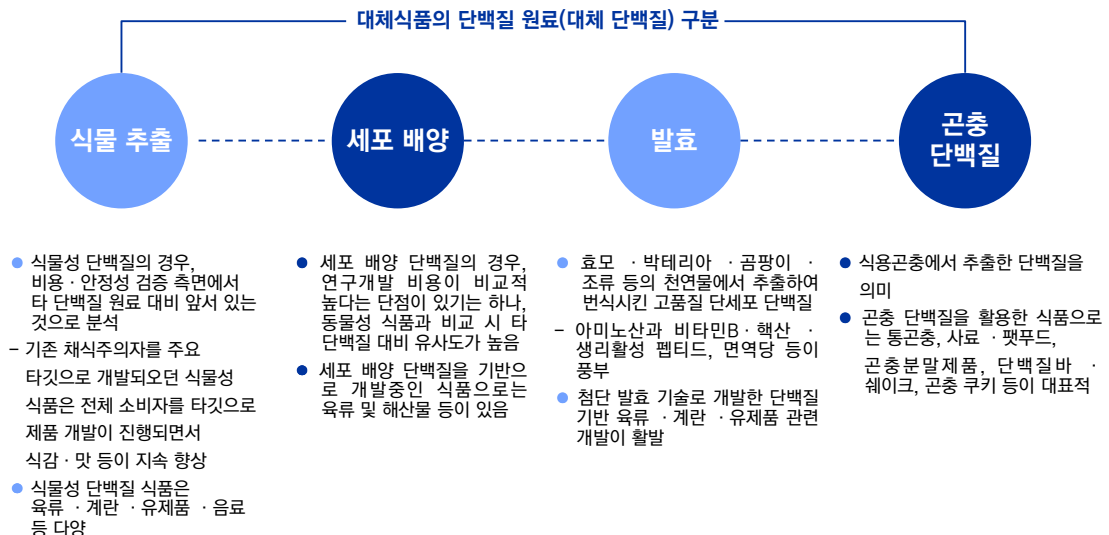 대체식품의 단백질 원료(대체 단백질) 구분
식물 추출
세포 배양
발효
곤충
단백질
● 식물성 단백질의 경우,
비용 · 안정성 검증 측면에서
타 단백질 원료 대비 앞서 있는
것으로 분석
– 기존 채식주의자를 주요
타깃으로 개발되오던 식물성
식품은 전체 소비자를 타깃으로
제품 개발이 진행되면서
식감 · 맛 등이 지속 향상
● 식물성 단백질 식품은
육류 · 계란 · 유제품 · 음료
등 다양
● 세포 배양 단백질의 경우,
연구개발 비용이 비교적
높다는 단점이 있기는 하나,
동물성 식품과 비교 시 타
단백질 대비 유사도가 높음
● 세포 배양 단백질을 기반으
로 개발중인 식품으로는
육류 및 해산물 등이 있음
● 효모 · 박테리아 · 곰팡이 ·
조류 등의 천연물에서 추출하여
번식시킨 고품질 단세포 단백질
– 아미노산과 비타민B · 핵산 ·
생리활성 펩티드, 면역당 등이
풍부
● 첨단 발효 기술로 개발한 단백질
기반 육류 · 계란 · 유제품 관련
개발이 활발
● 식용곤충에서 추출한 단백질을
의미
● 곤충 단백질을 활용한 식품으로
는 통곤충, 사료 · 팻푸드,
곤충분말제품, 단백질바 ·
쉐이크, 곤충 쿠키 등이 대표적